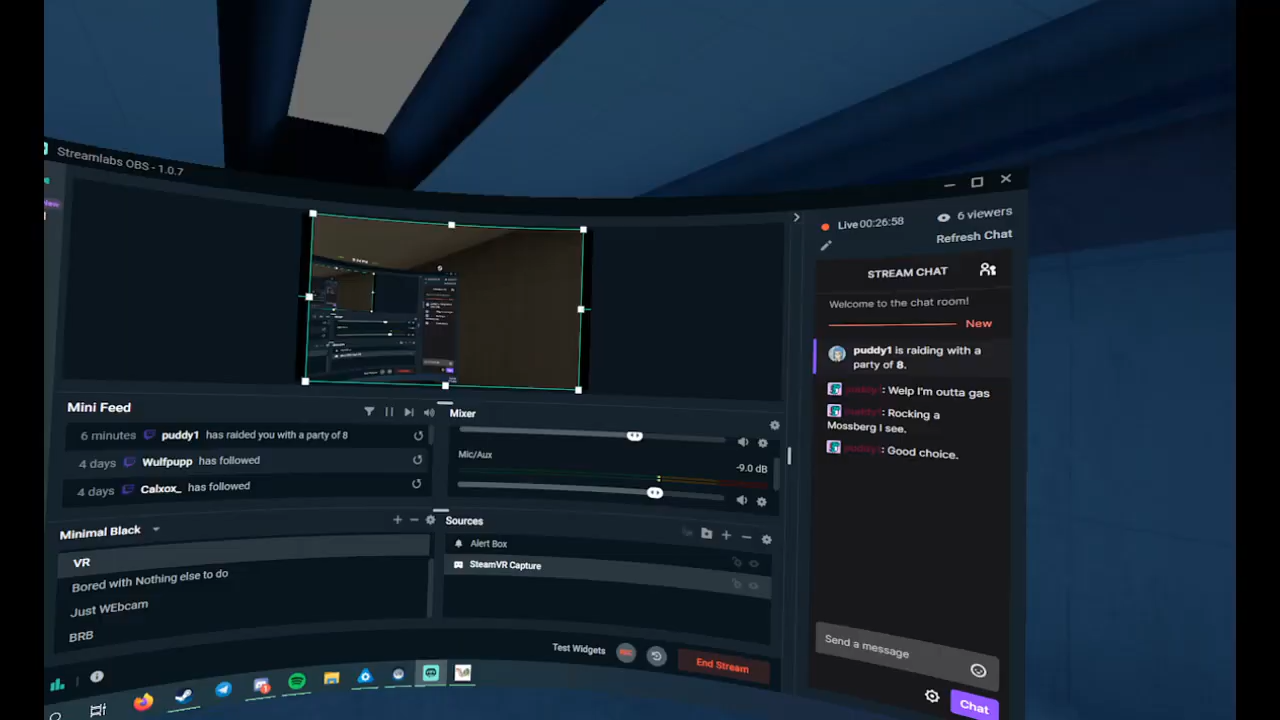 Streamlabs OBS - 1.0.7
Live 00:26:58
6 viewers
Refresh Chat
STREAM CHAT
Welcome to the chat room!
New
puddy1 is raiding with a
party of 8.
puddy1: Welp I'm outta gas
puddy1: Rocking a
Mossberg I see.
puddy1: Good choice.
Mini Feed
6 minutes puddy1 has raided you with a party of 8
4 days Wulfpupp has followed
4 days Calxox_ has followed
Mixer
Mic/Aux
-9.0 dB
Minimal Black
VR
Bored with Nothing else to do
Just WEbcam
BRB
Sources
Alert Box
SteamVR Capture
Test Widgets
REC
End Stream
Send a message
Chat